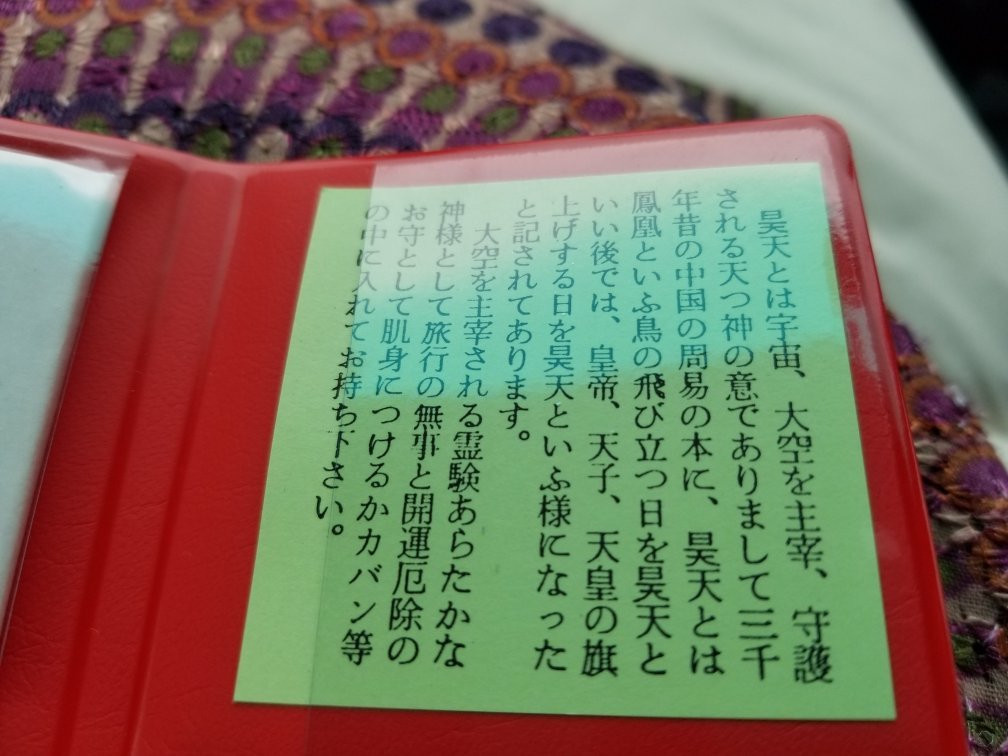 昊天とは宇宙、大空を主宰、守護
される天つ神の意でありまして三千
年昔の中国の周易の本に、昊天とは
鳳凰といふ鳥の飛び立つ日を昊天と
いい後では、皇帝、天子、天皇の旗
上げする日を昊天といふ様になった
と記されてあります。
大空を主宰される霊験あらたかな
神様として旅行の無事と開運厄除の
お守として肌身につけるかカバン等
の中に入れてお持ち下さい。